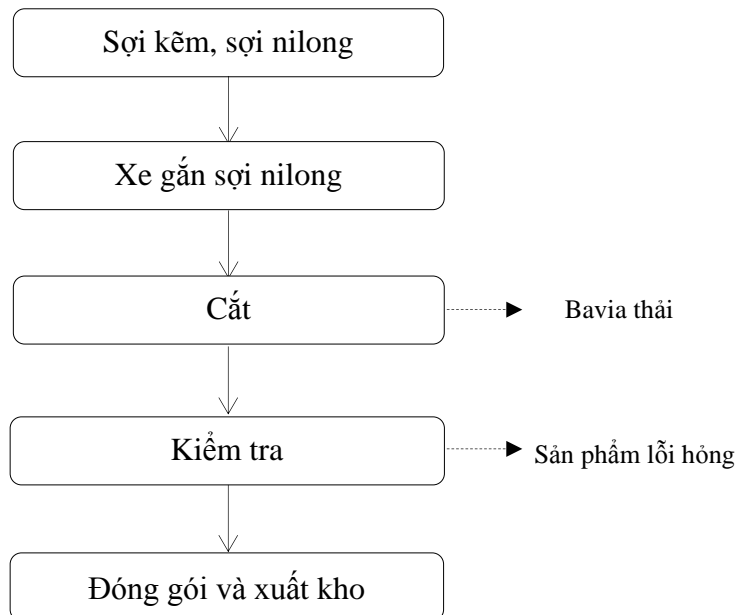 Sợi kẽm, sợi nilong
Xe gắn sợi nilong
Cắt
Bavia thải
Kiểm tra
Sản phẩm lỗi hỏng
Đóng gói và xuất kho